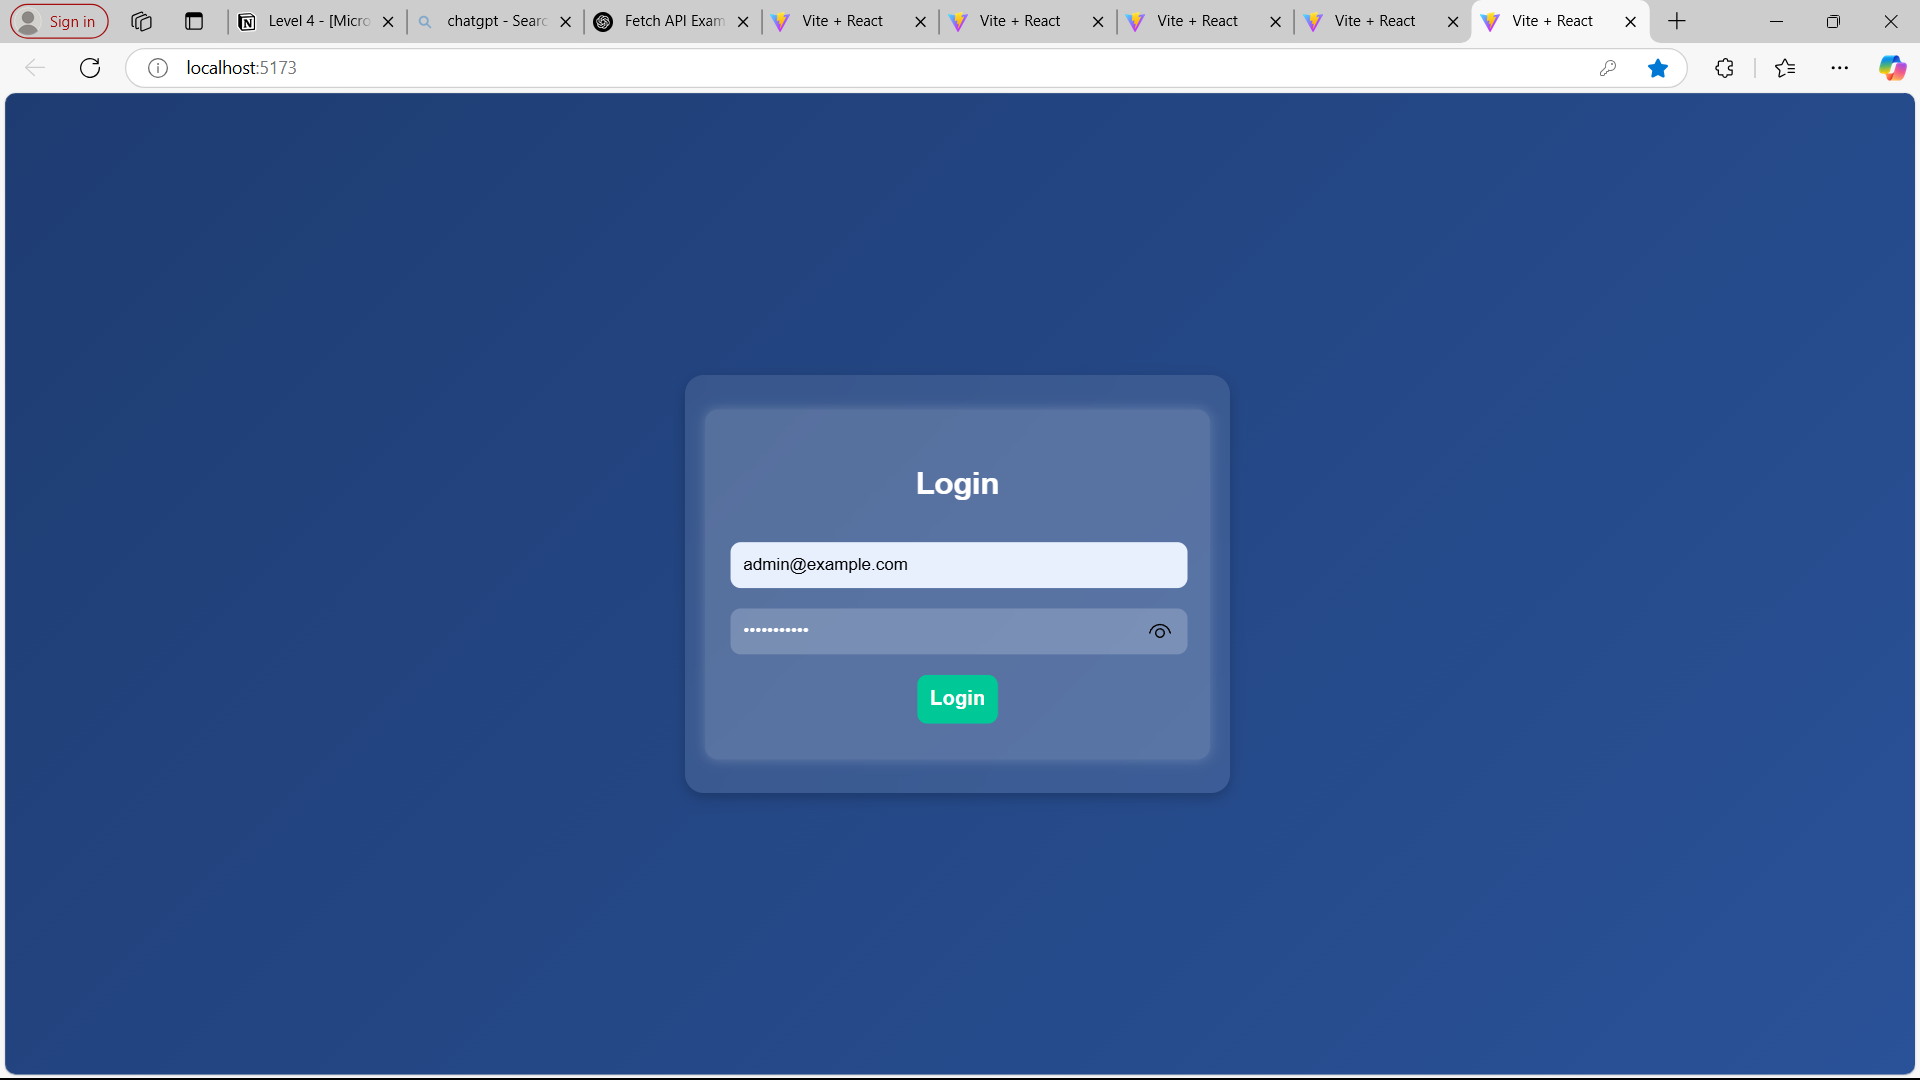 Sign in
Level 4 - [Micro
chatgpt - Searc
Fetch API Exam
Vite + React
Vite + React
Vite + React
Vite + React
Vite + React
localhost:5173
Login
admin@example.com
•••••••••••
Login